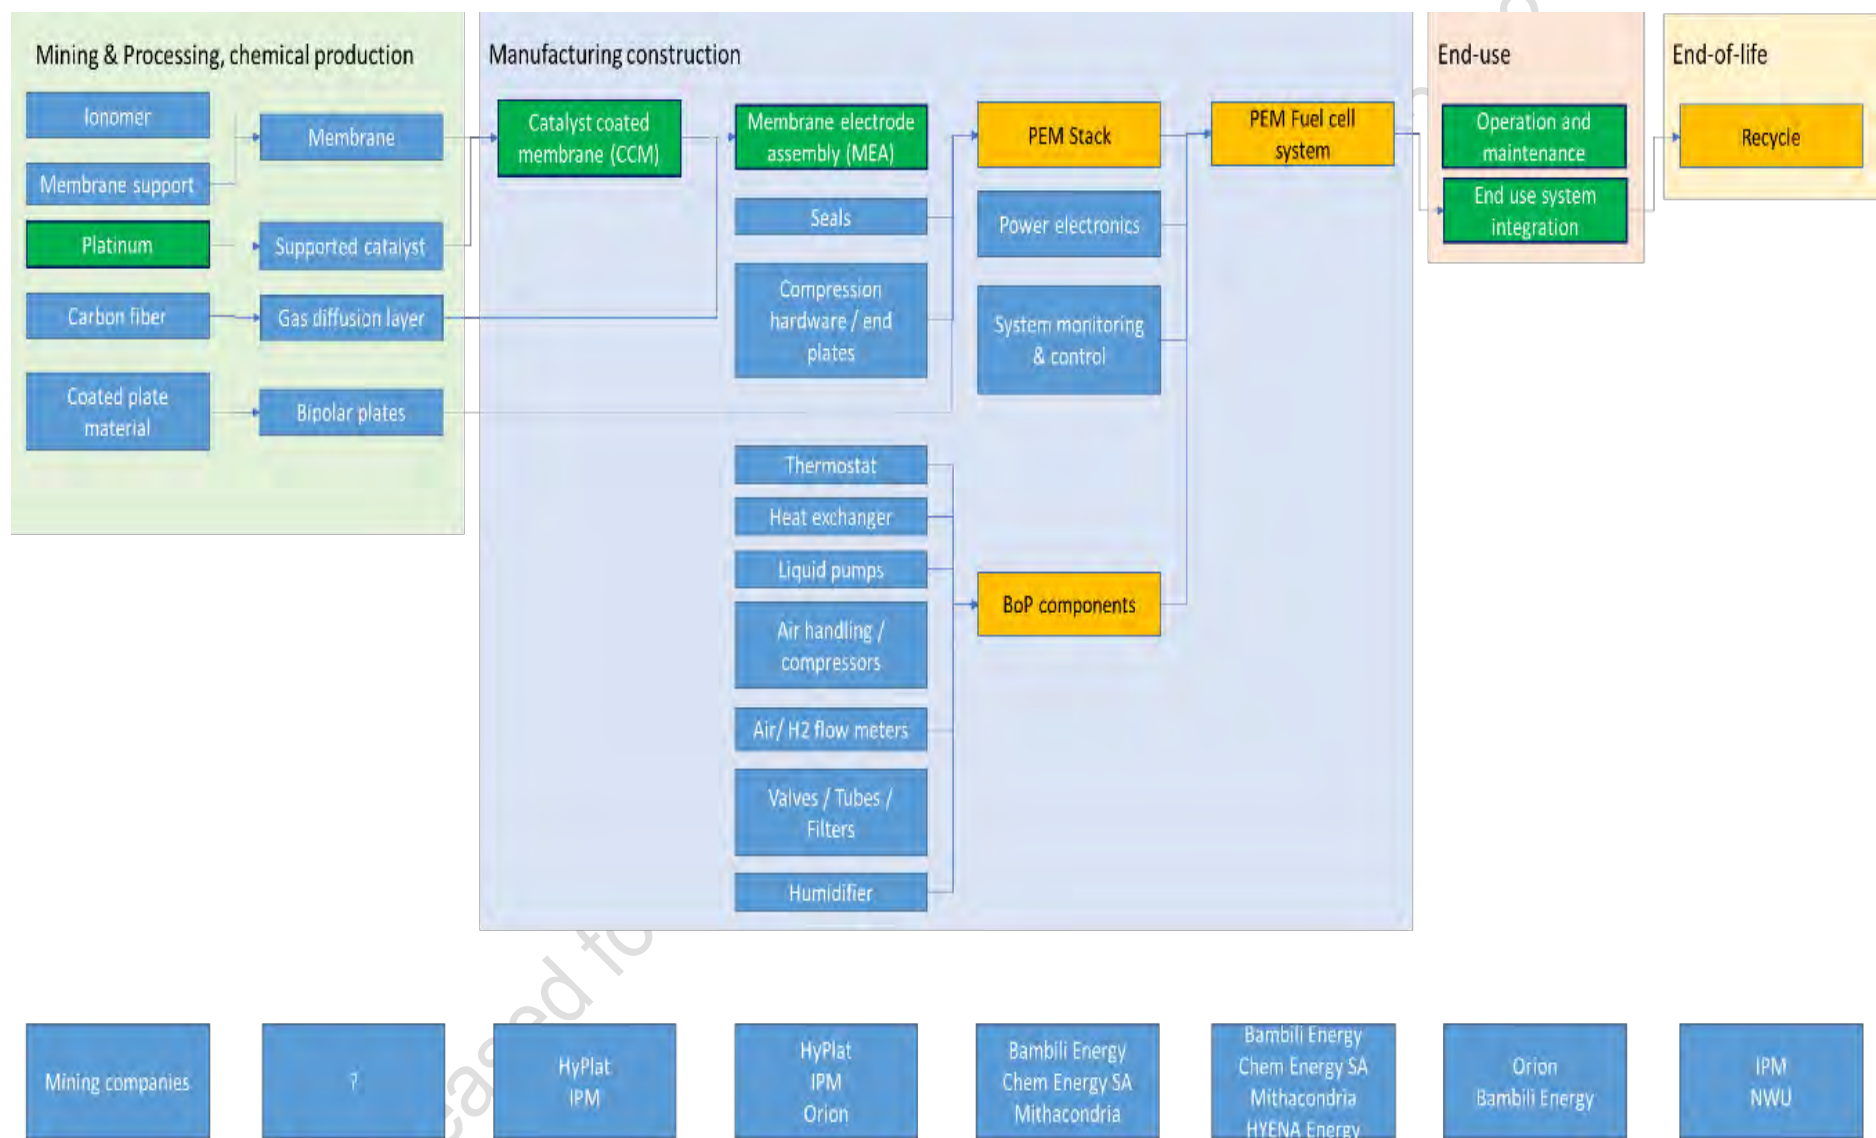 Mining & Processing, chemical production
Ionomer
Membrane support
Platinum
Carbon fiber
Coated plate
material
Membrane
Supported catalyst
Gas diffusion layer
Bipolar plates
Manufacturing construction
Catalyst coated
membrane (CCM)
Membrane electrode
assembly (MEA)
Seals
Compression
hardware / end
plates
Thermostat
Heat exchanger
Liquid pumps
Air handling /
compressors
Air/ H2 flow meters
Valves / Tubes /
Filters
Humidifier
PEM Stack
Power electronics
System monitoring
& control
BoP components
PEM Fuel cell
system
End-use
Operation and
maintenance
End use system
integration
End-of-life
Recycle
Mining companies
?
HyPlat
IPM
HyPlat
IPM
Orion
Bambili Energy
Chem Energy SA
Mithacondria
Bambili Energy
Chem Energy SA
Mithacondria
HYENA Energy
Orion
Bambili Energy
IPM
NWU